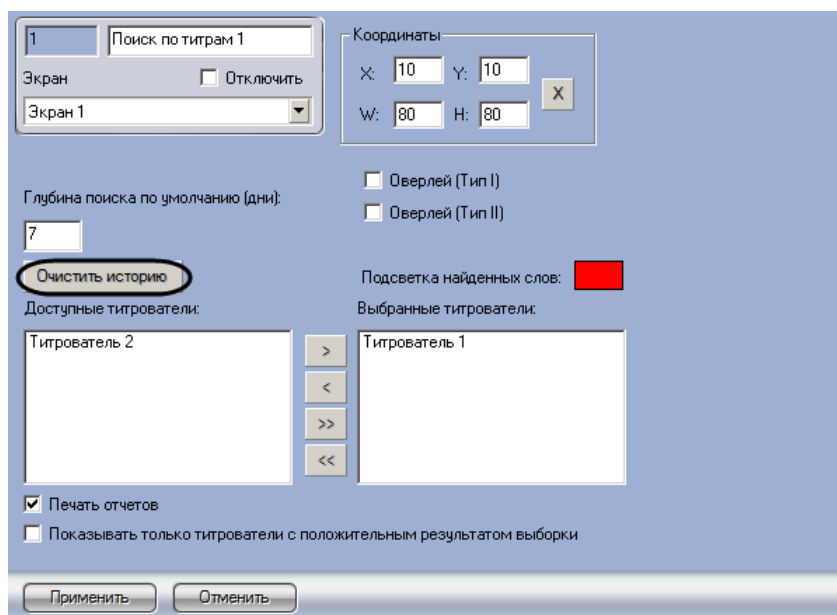 1
Поиск по титрам 1
Экран
Отключить
Экран 1
Координаты
X: 10 Y: 10
X
W: 80 H: 80
Оверлей (Тип I)
Оверлей (Тип II)
Глубина поиска по умолчанию (дни):
7
Очистить историю
Подсветка найденных слов:
Доступные титрователи:
Выбранные титрователи:
Титрователь 2
Титрователь 1
>
<
>>
<<
Печать отчетов
Показывать только титрователи с положительным результатом выборки
Применить
Отменить